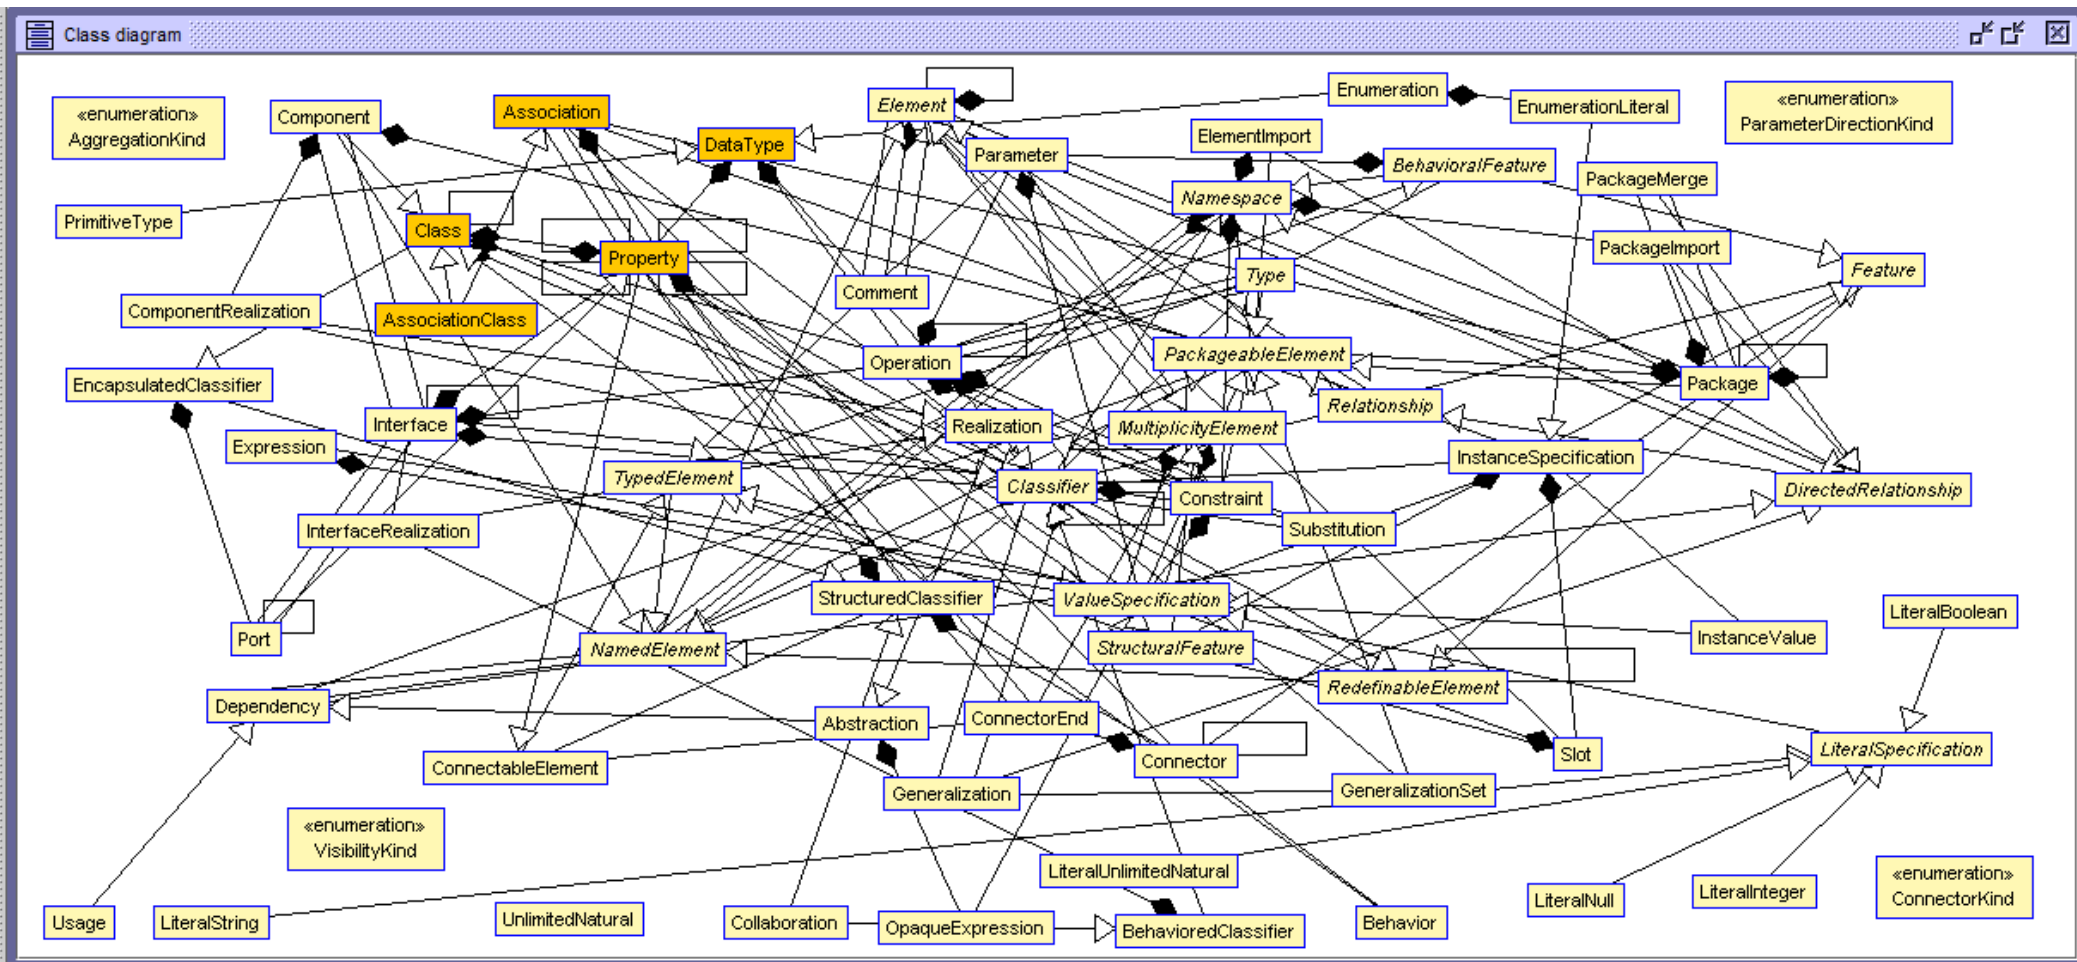 Class diagram
«enumeration»
AggregationKind
Component
Association
Element
Enumeration
EnumerationLiteral
«enumeration»
ParameterDirectionKind
DataType
Parameter
ElementImport
BehavioralFeature
PackageMerge
PrimitiveType
Class
Namespace
Property
PackageImport
Type
Feature
Comment
ComponentRealization
AssociationClass
Operation
PackageableElement
EncapsulatedClassifier
Package
Relationship
Interface
Realization
MultiplicityElement
Expression
InstanceSpecification
TypedElement
Classifier
Constraint
DirectedRelationship
InterfaceRealization
Substitution
StructuredClassifier
ValueSpecification
LiteralBoolean
Port
NamedElement
StructuralFeature
InstanceValue
RedefinableElement
Dependency
Abstraction
ConnectorEnd
LiteralSpecification
ConnectableElement
Connector
Slot
Generalization
GeneralizationSet
«enumeration»
VisibilityKind
LiteralUnlimitedNatural
LiteralNull
LiteralInteger
«enumeration»
ConnectorKind
Usage
LiteralString
UnlimitedNatural
Collaboration
OpaqueExpression
BehavioredClassifier
Behavior